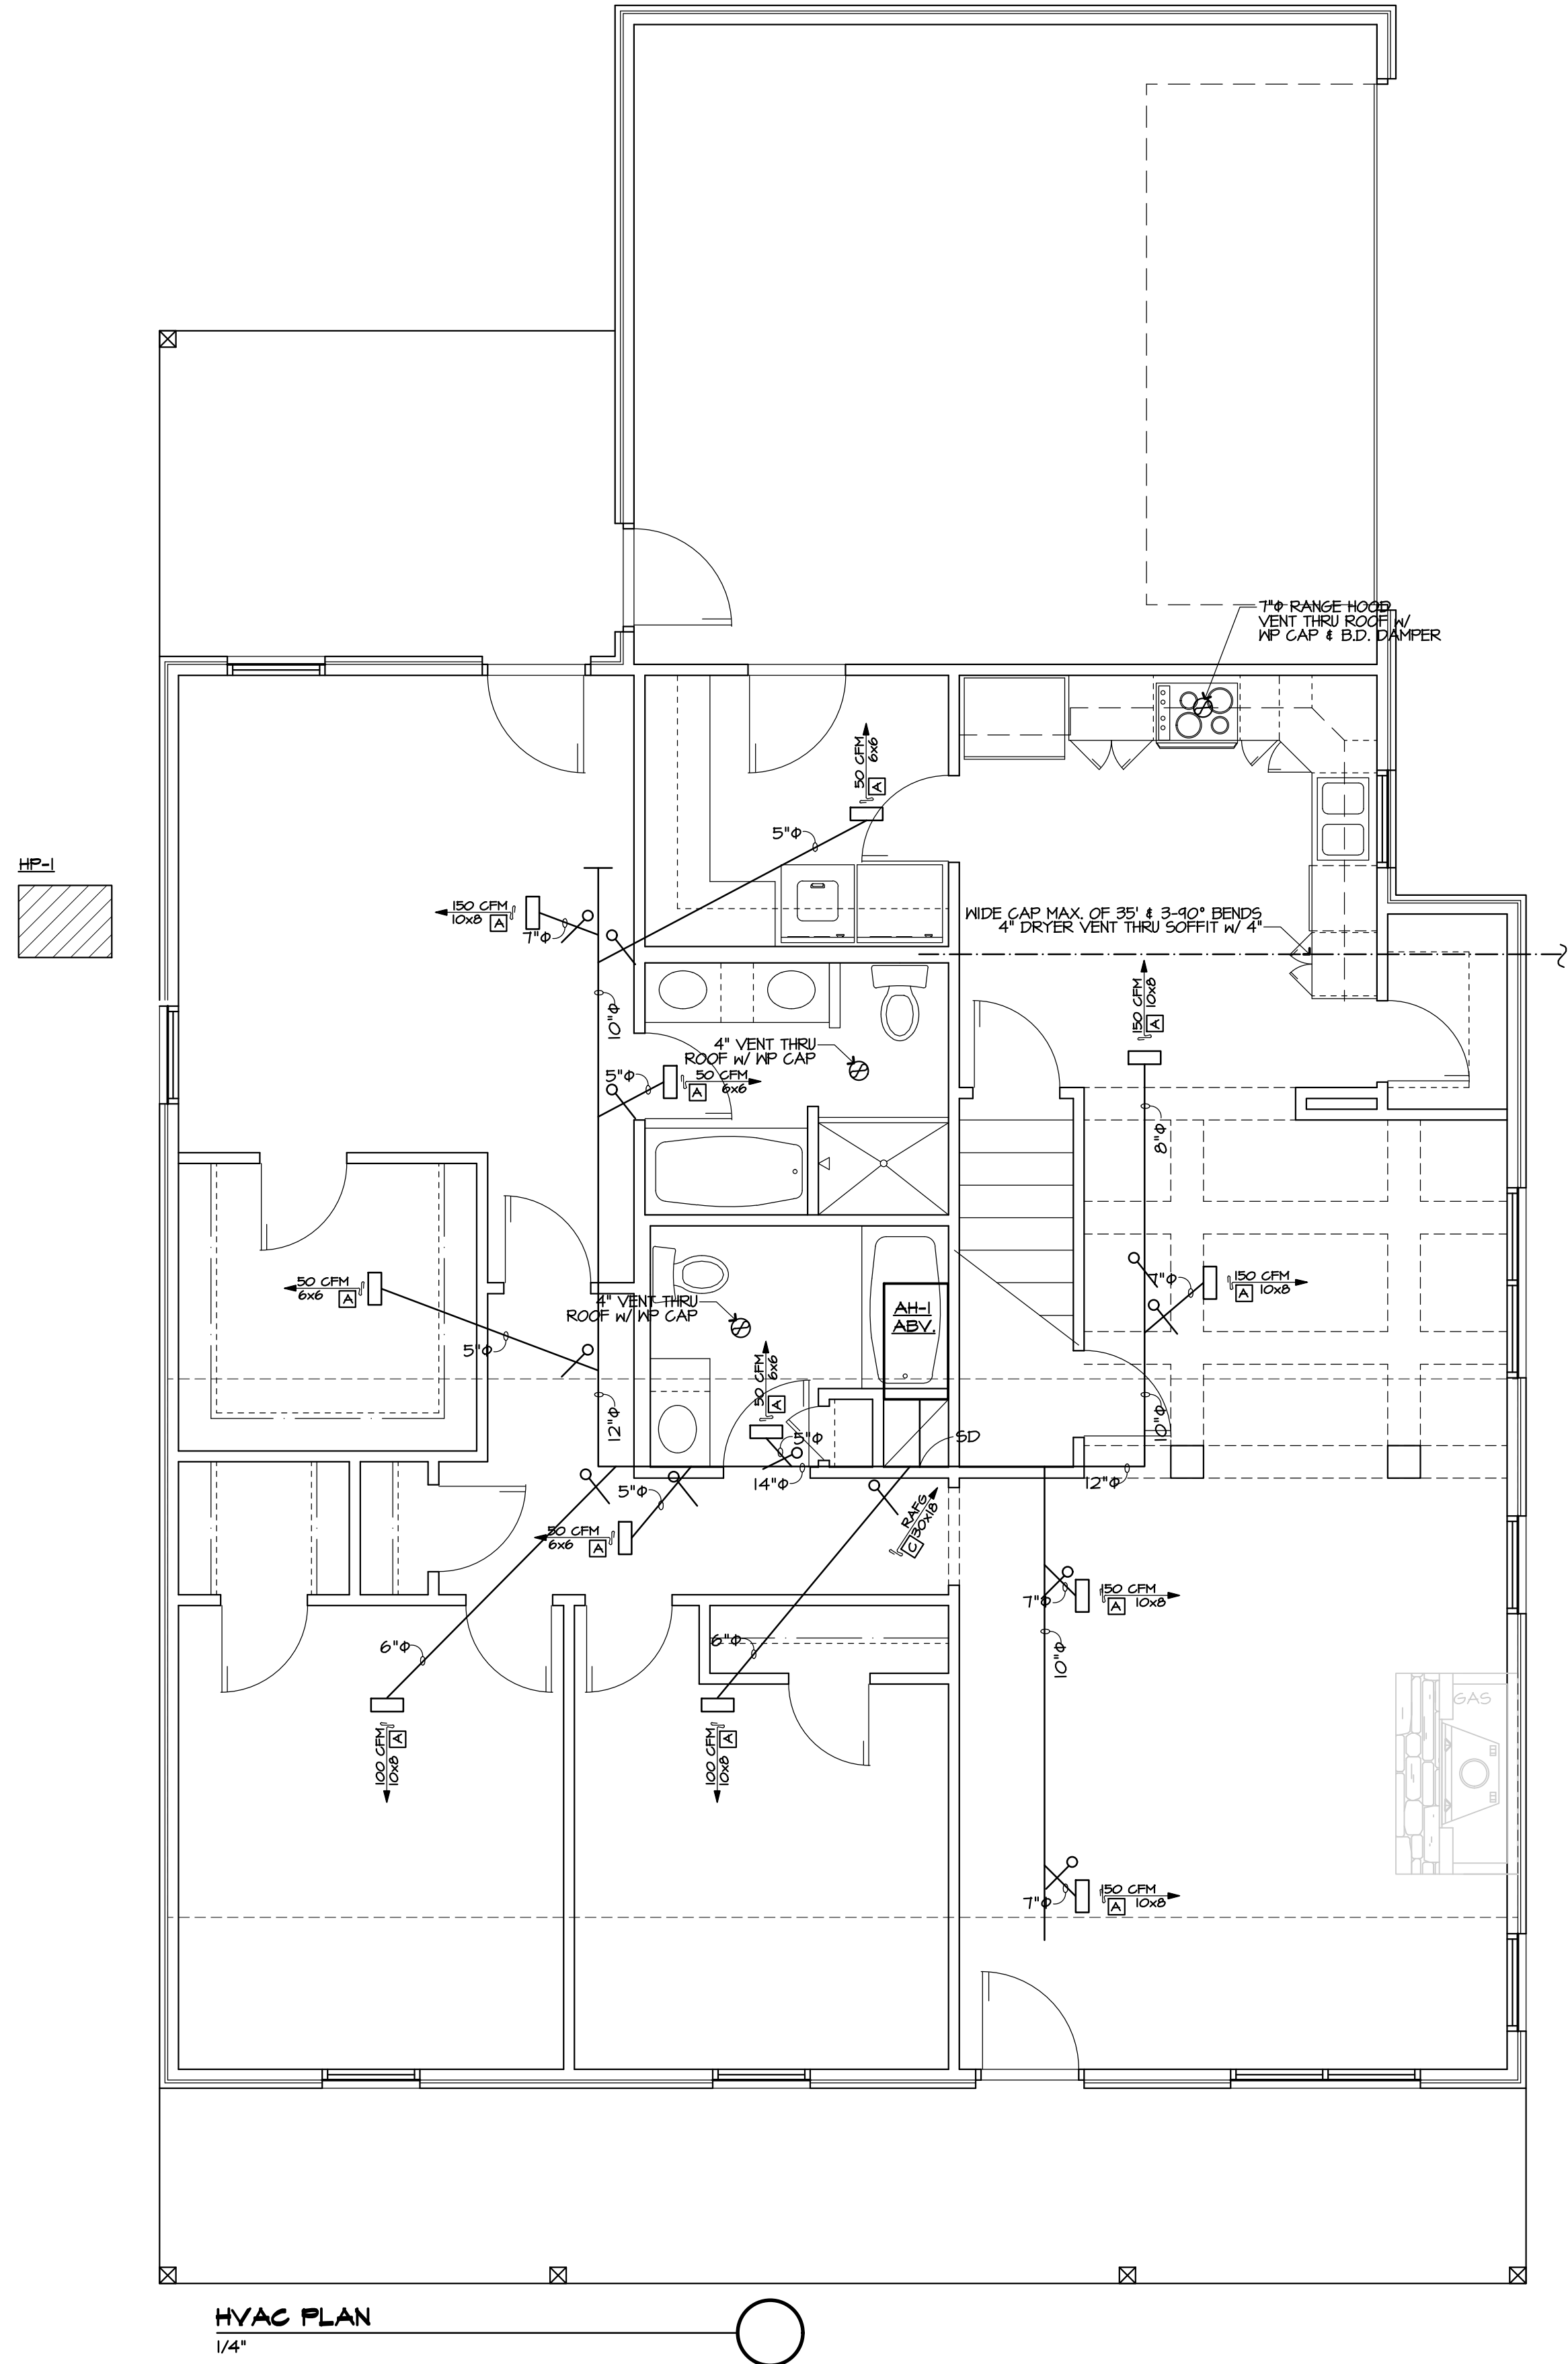 7"Φ RANGE HOOD
VENT THRU ROOF W/
WP CAP & B.D. DAMPER
50 CFM
6x6
A
5"Φ
HP-1
150 CFM
10x8
A
7"Φ
WIDE CAP MAX. OF 35' & 3-90° BENDS
4" DRYER VENT THRU SOFFIT W/ 4"
10"Φ
150 CFM
10x8
A
4" VENT THRU
ROOF W/ WP CAP
5"Φ
50 CFM
A
6x6
8"Φ
50 CFM
6x6
A
7"Φ
150 CFM
A
10x8
4" VENT THRU
ROOF W/ WP CAP
AH-1
ABV.
5"Φ
50 CFM
6x6
A
12"Φ
10"Φ
5"Φ
SD
14"Φ
12"Φ
5"Φ
RAFG
30x18
C
50 CFM
6x6
A
7"Φ
150 CFM
A
10x8
6"Φ
6"Φ
10"Φ
GAS
100 CFM
10x8
A
100 CFM
10x8
A
7"Φ
150 CFM
A
10x8
HVAC PLAN
1/4"